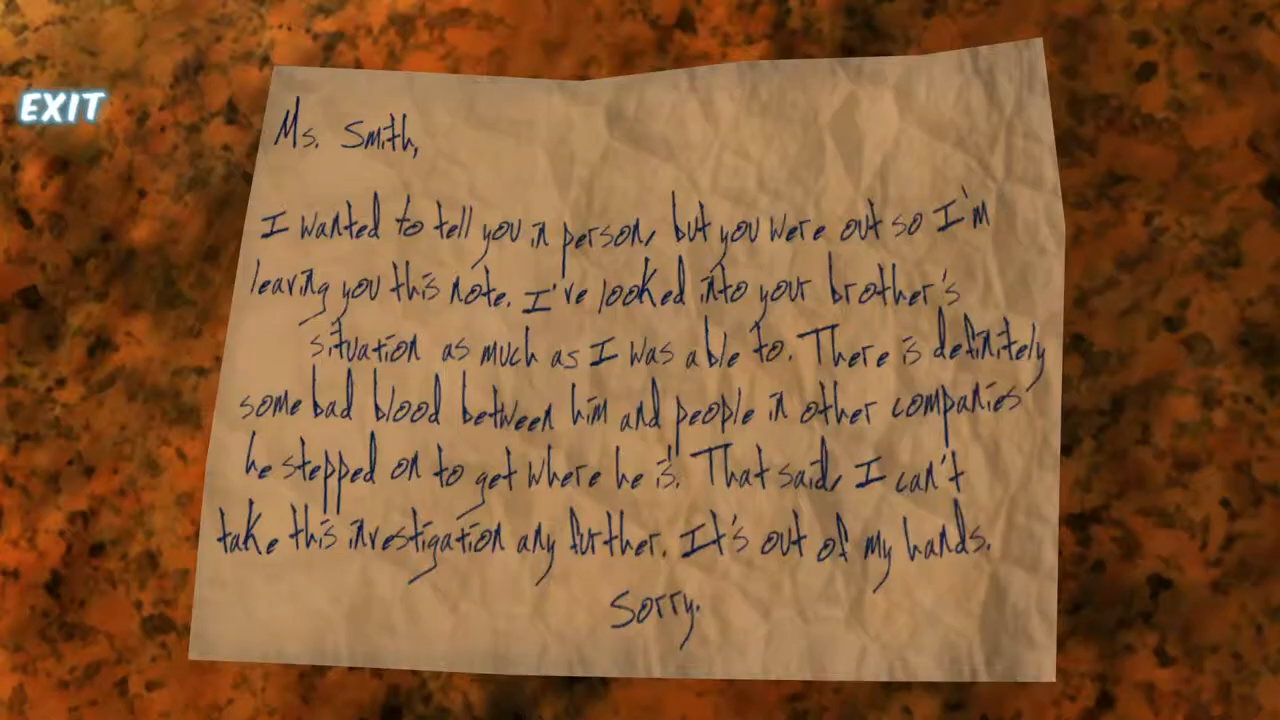 EXIT
Ms. Smith,
I wanted to tell you in person, but you were out so I'm
leaving you this note. I've looked into your brother's
situation as much as I was able to. There is definitely
some bad blood between him and people in other companies
he stepped on to get where he is. That said, I can't
take this investigation any further. It's out of my hands.
Sorry.